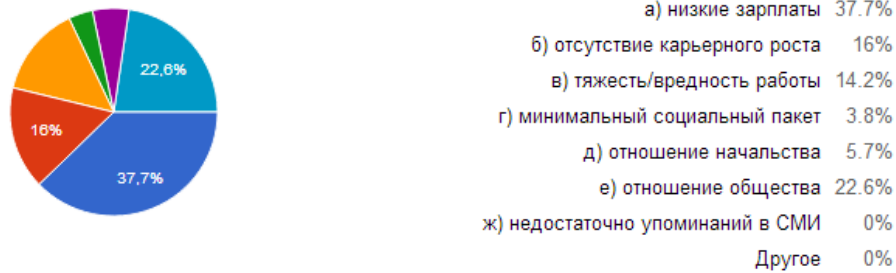 а) низкие зарплаты 37.7%
б) отсутствие карьерного роста 16%
в) тяжесть/вредность работы 14.2%
г) минимальный социальный пакет 3.8%
д) отношение начальства 5.7%
е) отношение общества 22.6%
ж) недостаточно упоминаний в СМИ 0%
Другое 0%
22,6%
16%
37,7%